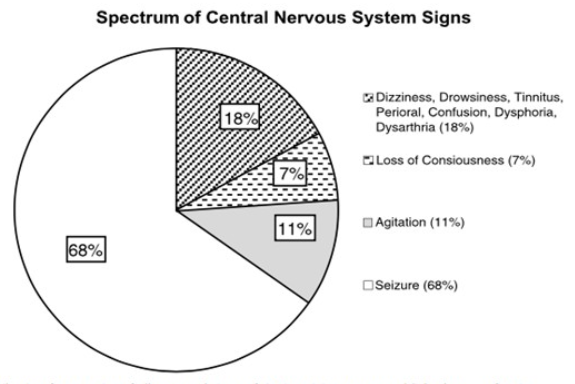 Spectrum of Central Nervous System Signs
18%
7%
11%
68%
Dizziness, Drowsiness, Tinnitus,
Perioral, Confusion, Dysphoria,
Dysarthria (18%)
Loss of Consiousness (7%)
Agitation (11%)
Seizure (68%)